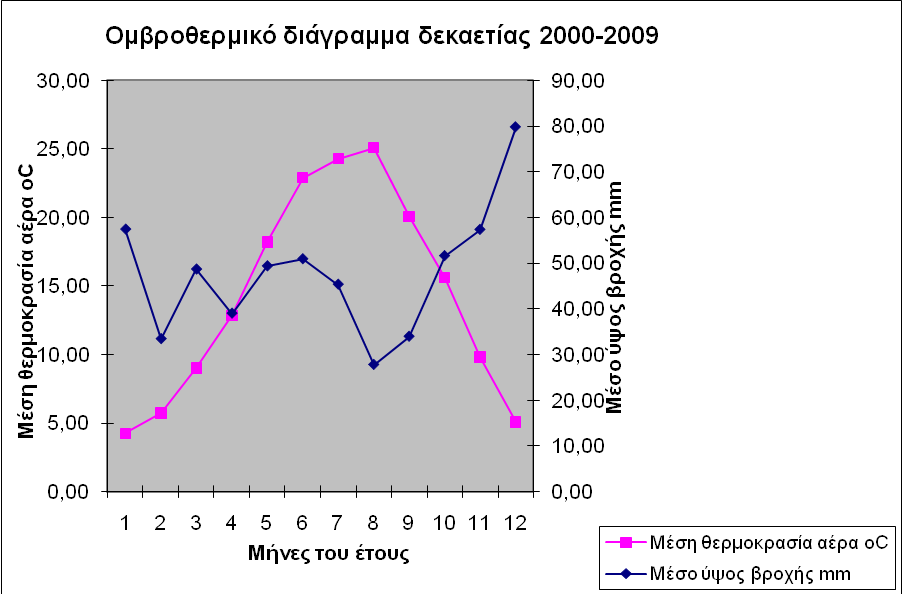 Ομβροθερμικό διάγραμμα δεκαετίας 2000-2009
30,00
25,00
20,00
15,00
10,00
5,00
0,00
Μέση θερμοκρασία αέρα οC
90,00
80,00
70,00
60,00
50,00
40,00
30,00
20,00
10,00
0,00
Μέσο ύψος βροχής mm
1 2 3 4 5 6 7 8 9 10 11 12
Μήνες του έτους
Μέση θερμοκρασία αέρα οC
Μέσο ύψος βροχής mm